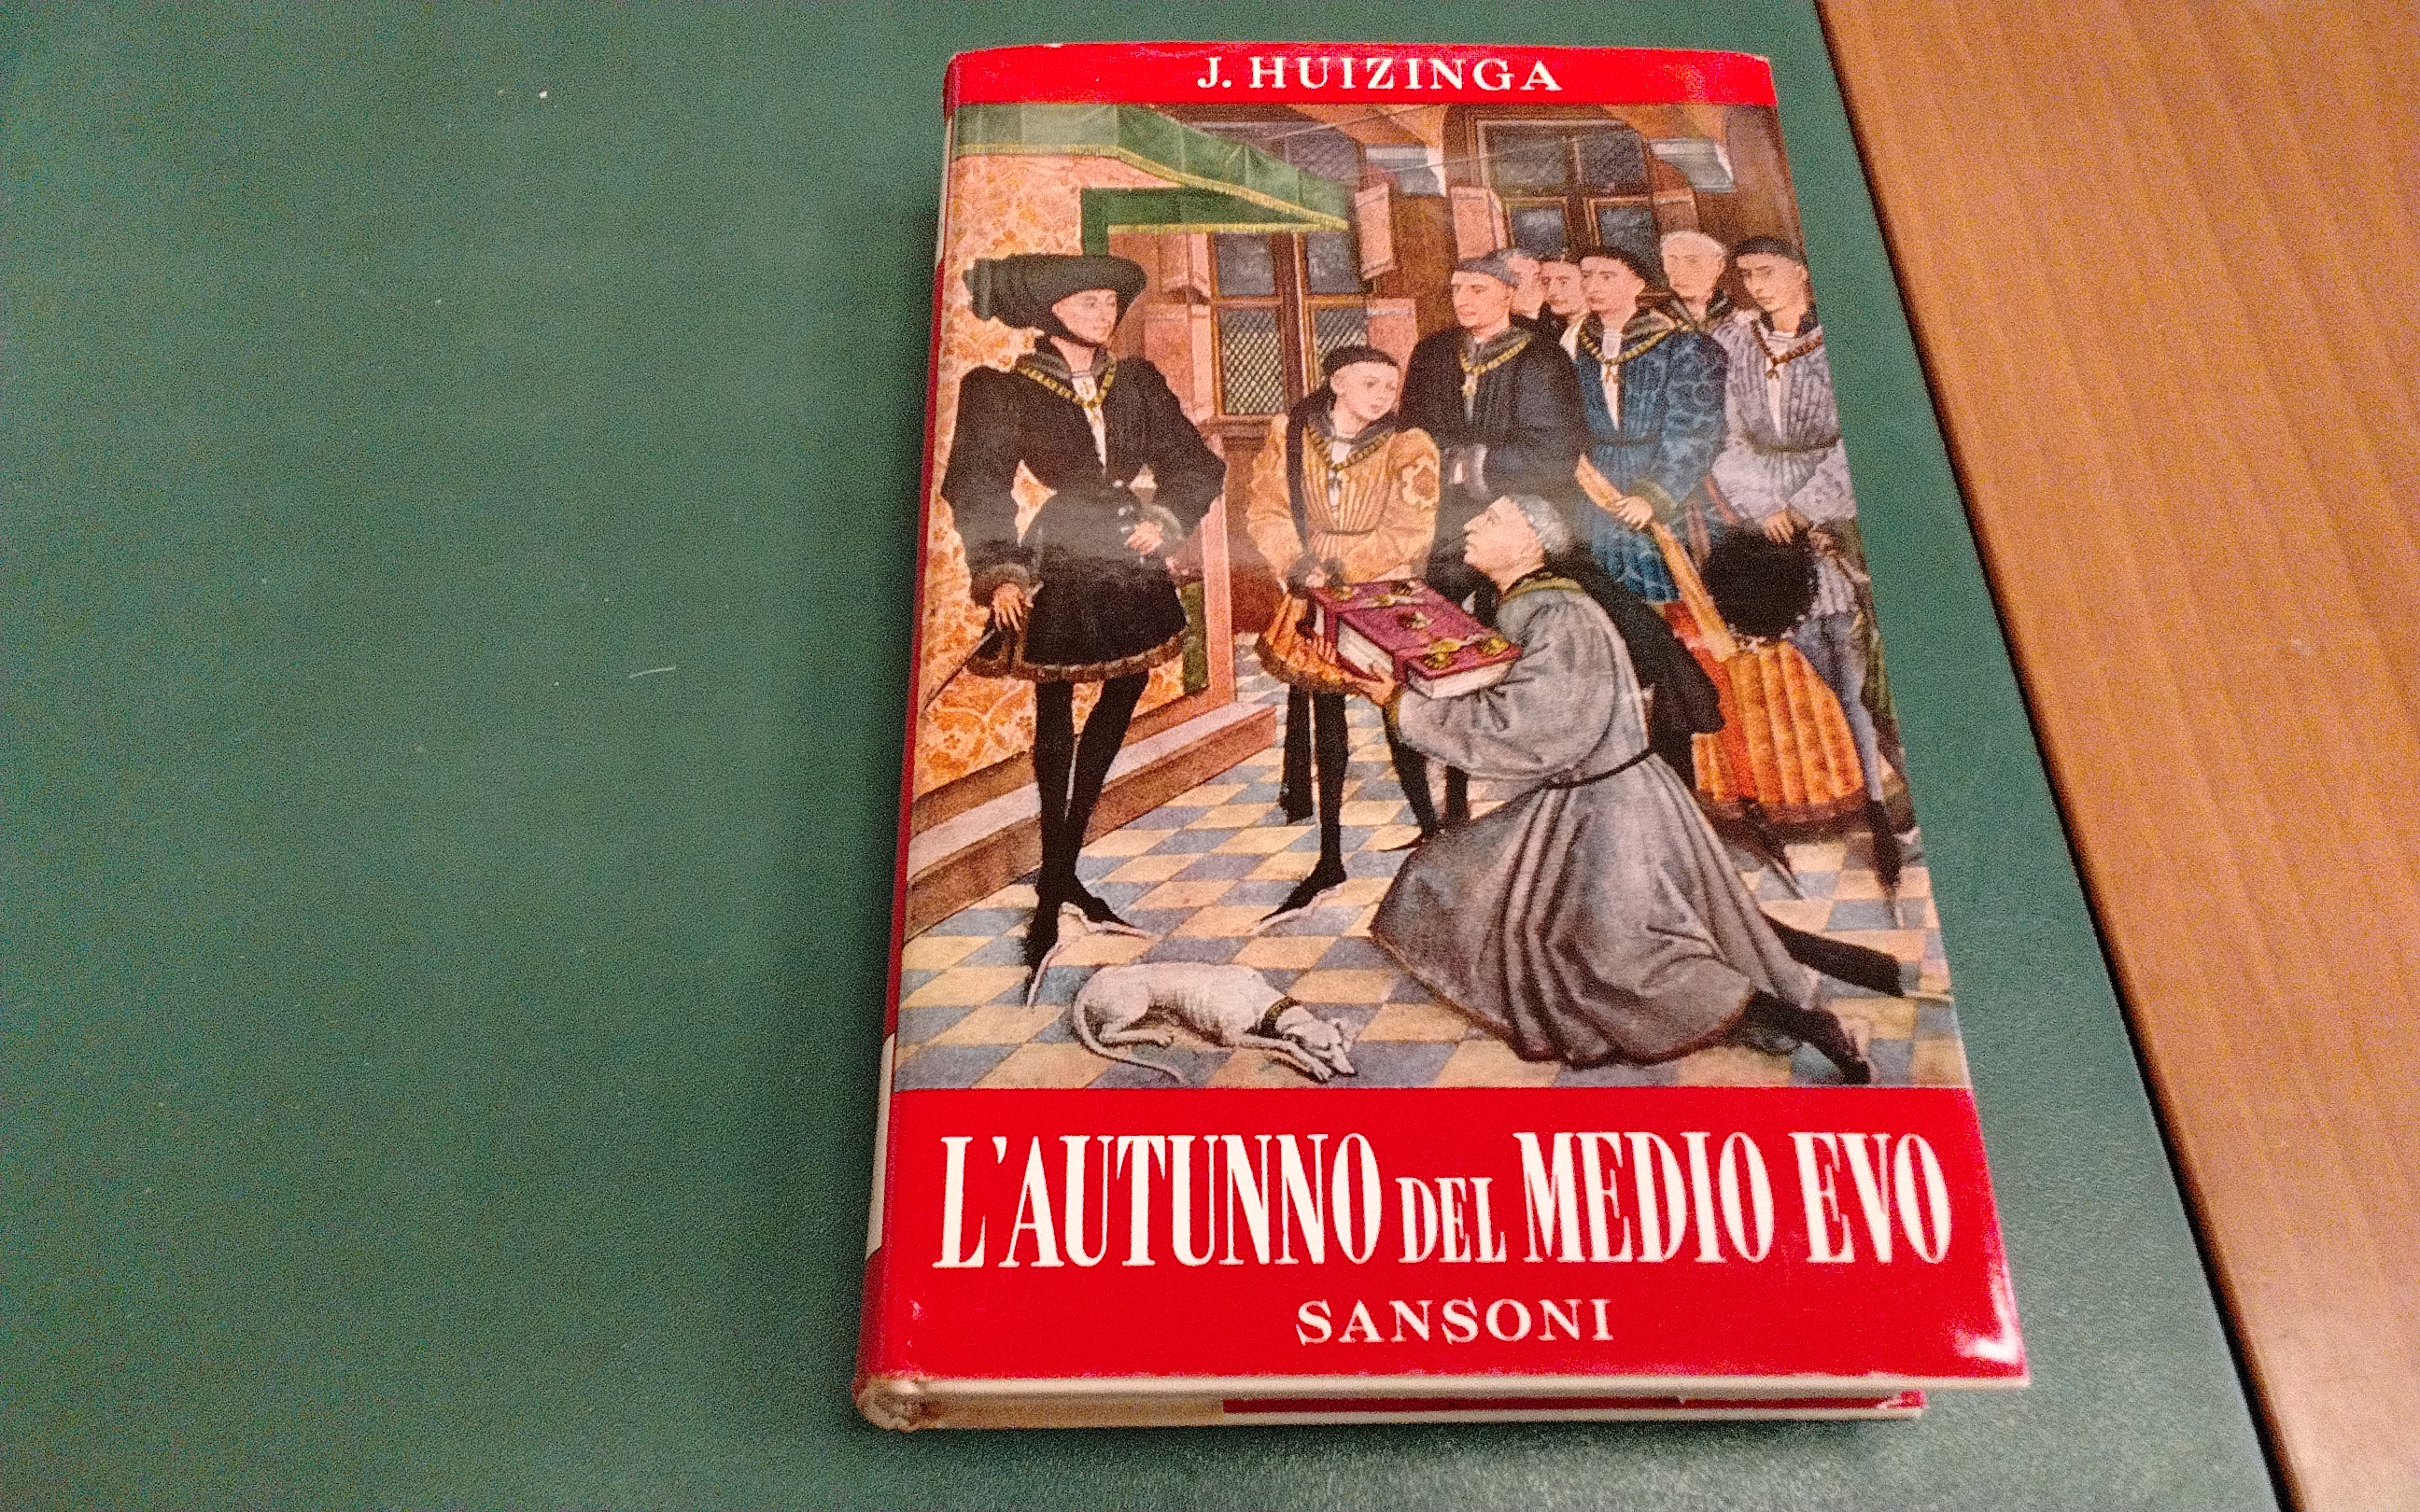 J. HUIZINGA
L'AUTUNNO DEL MEDIO EVO
SANSONI